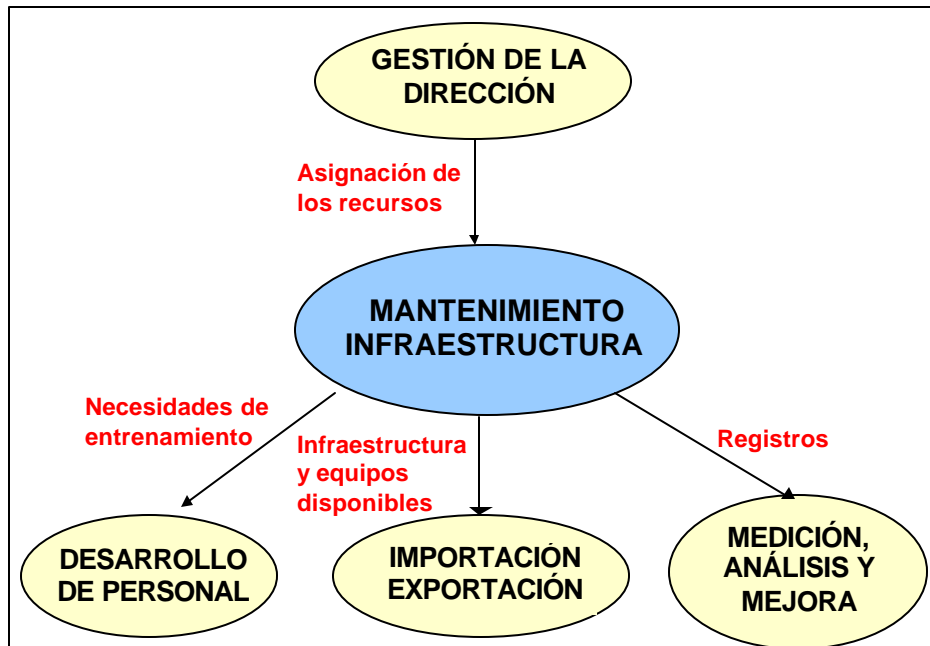 GESTIÓN DE LA
DIRECCIÓN
Asignación de
los recursos
MANTENIMIENTO
INFRAESTRUCTURA
Necesidades de
entrenamiento
Infraestructura
y equipos
disponibles
Registros
DESARROLLO
DE PERSONAL
IMPORTACIÓN
EXPORTACIÓN
MEDICIÓN,
ANÁLISIS Y
MEJORA